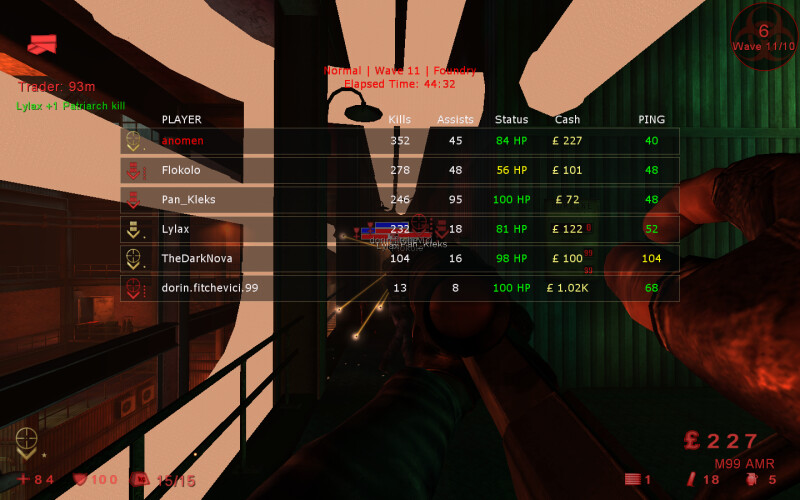 6
Wave 11/10
Trader: 93m
Normal | Wave 11 | Foundry
Elapsed Time: 44:32
Lylax +1 Patriarch kill
PLAYER Kills Assists Status Cash PING
anomen 352 45 84 HP £ 227 40
Flokolo 278 48 56 HP £ 101 48
Pan_Kleks 246 95 100 HP £ 72 48
Lylax 232 18 81 HP £ 122 52
Pan_Kleks
TheDarkNova 104 16 98 HP £ 100 104
dorin.fitchevici.99 13 8 100 HP £ 1.02K 68
£ 227
M99 AMR
84 100 15/15 1 18 5